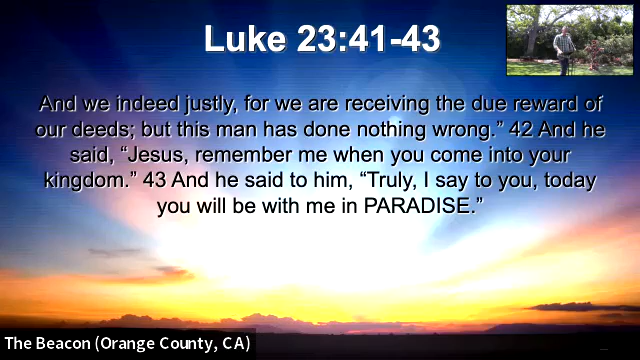 Luke 23:41-43
And we indeed justly, for we are receiving the due reward of
our deeds; but this man has done nothing wrong.” 42 And he
said, “Jesus, remember me when you come into your
kingdom.” 43 And he said to him, “Truly, I say to you, today
you will be with me in PARADISE.”
The Beacon (Orange County, CA)